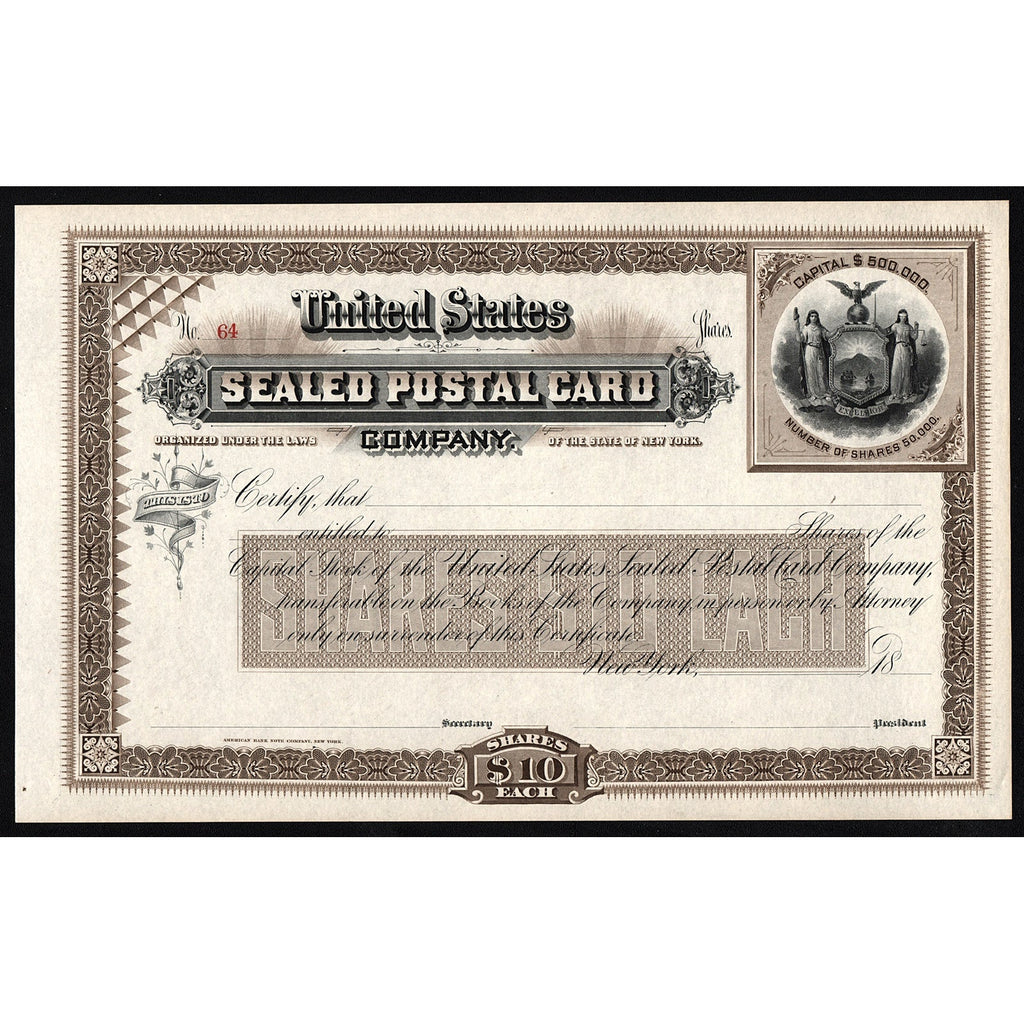 CAPITAL $ 500,000.
United States
No. 64
Shares.
SEALED POSTAL CARD
COMPANY.
ORGANIZED UNDER THE LAWS
OF THE STATE OF NEW YORK.
EXCELSIOR
NUMBER OF SHARES 50,000.
THIS IS TO
Certify, that
entitled to Shares of the
Capital Stock of the United States Sealed Postal Card Company,
transferable on the Books of the Company in person or by Attorney
only on surrender of this Certificate
SHARES $10 EACH
New York, 18
Secretary
President
AMERICAN BANK NOTE COMPANY, NEW YORK.
SHARES
$10
EACH